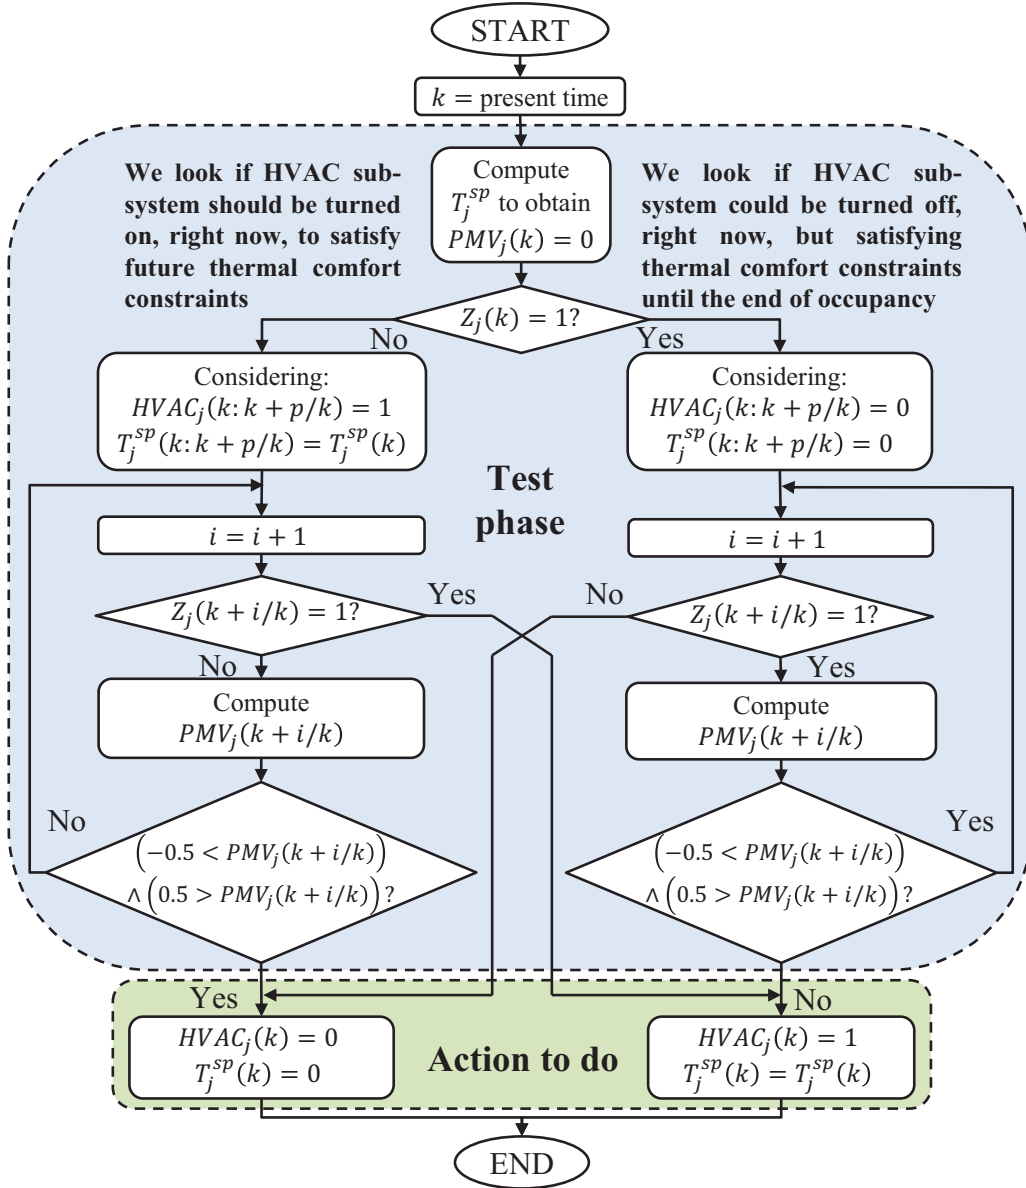 START
k = present time
We look if HVAC sub-
system should be turned
on, right now, to satisfy
future thermal comfort
constraints
Compute
T_j^{sp} to obtain
PMV_j(k) = 0
We look if HVAC sub-
system could be turned off,
right now, but satisfying
thermal comfort constraints
until the end of occupancy
Z_j(k) = 1?
No
Yes
Considering:
HVAC_j(k: k + p/k) = 1
T_j^{sp}(k: k + p/k) = T_j^{sp}(k)
Considering:
HVAC_j(k: k + p/k) = 0
T_j^{sp}(k: k + p/k) = 0
Test
phase
i = i + 1
i = i + 1
Z_j(k + i/k) = 1?
Yes
No
Z_j(k + i/k) = 1?
No
Yes
Compute
PMV_j(k + i/k)
Compute
PMV_j(k + i/k)
No
(−0.5 < PMV_j(k + i/k))
∧ (0.5 > PMV_j(k + i/k))?
Yes
(−0.5 < PMV_j(k + i/k))
∧ (0.5 > PMV_j(k + i/k))?
Yes
No
HVAC_j(k) = 0
T_j^{sp}(k) = 0
Action to do
HVAC_j(k) = 1
T_j^{sp}(k) = T_j^{sp}(k)
END